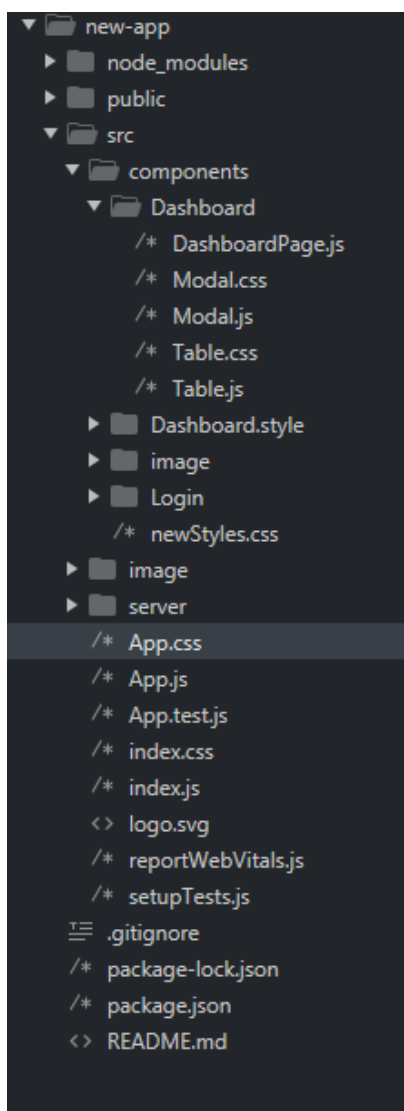 new-app
node_modules
public
src
components
Dashboard
/* DashboardPage.js
/* Modal.css
/* Modal.js
/* Table.css
/* Table.js
Dashboard.style
image
Login
/* newStyles.css
image
server
/* App.css
/* App.js
/* App.test.js
/* index.css
/* index.js
<> logo.svg
/* reportWebVitals.js
/* setupTests.js
.gitignore
/* package-lock.json
/* package.json
<> README.md